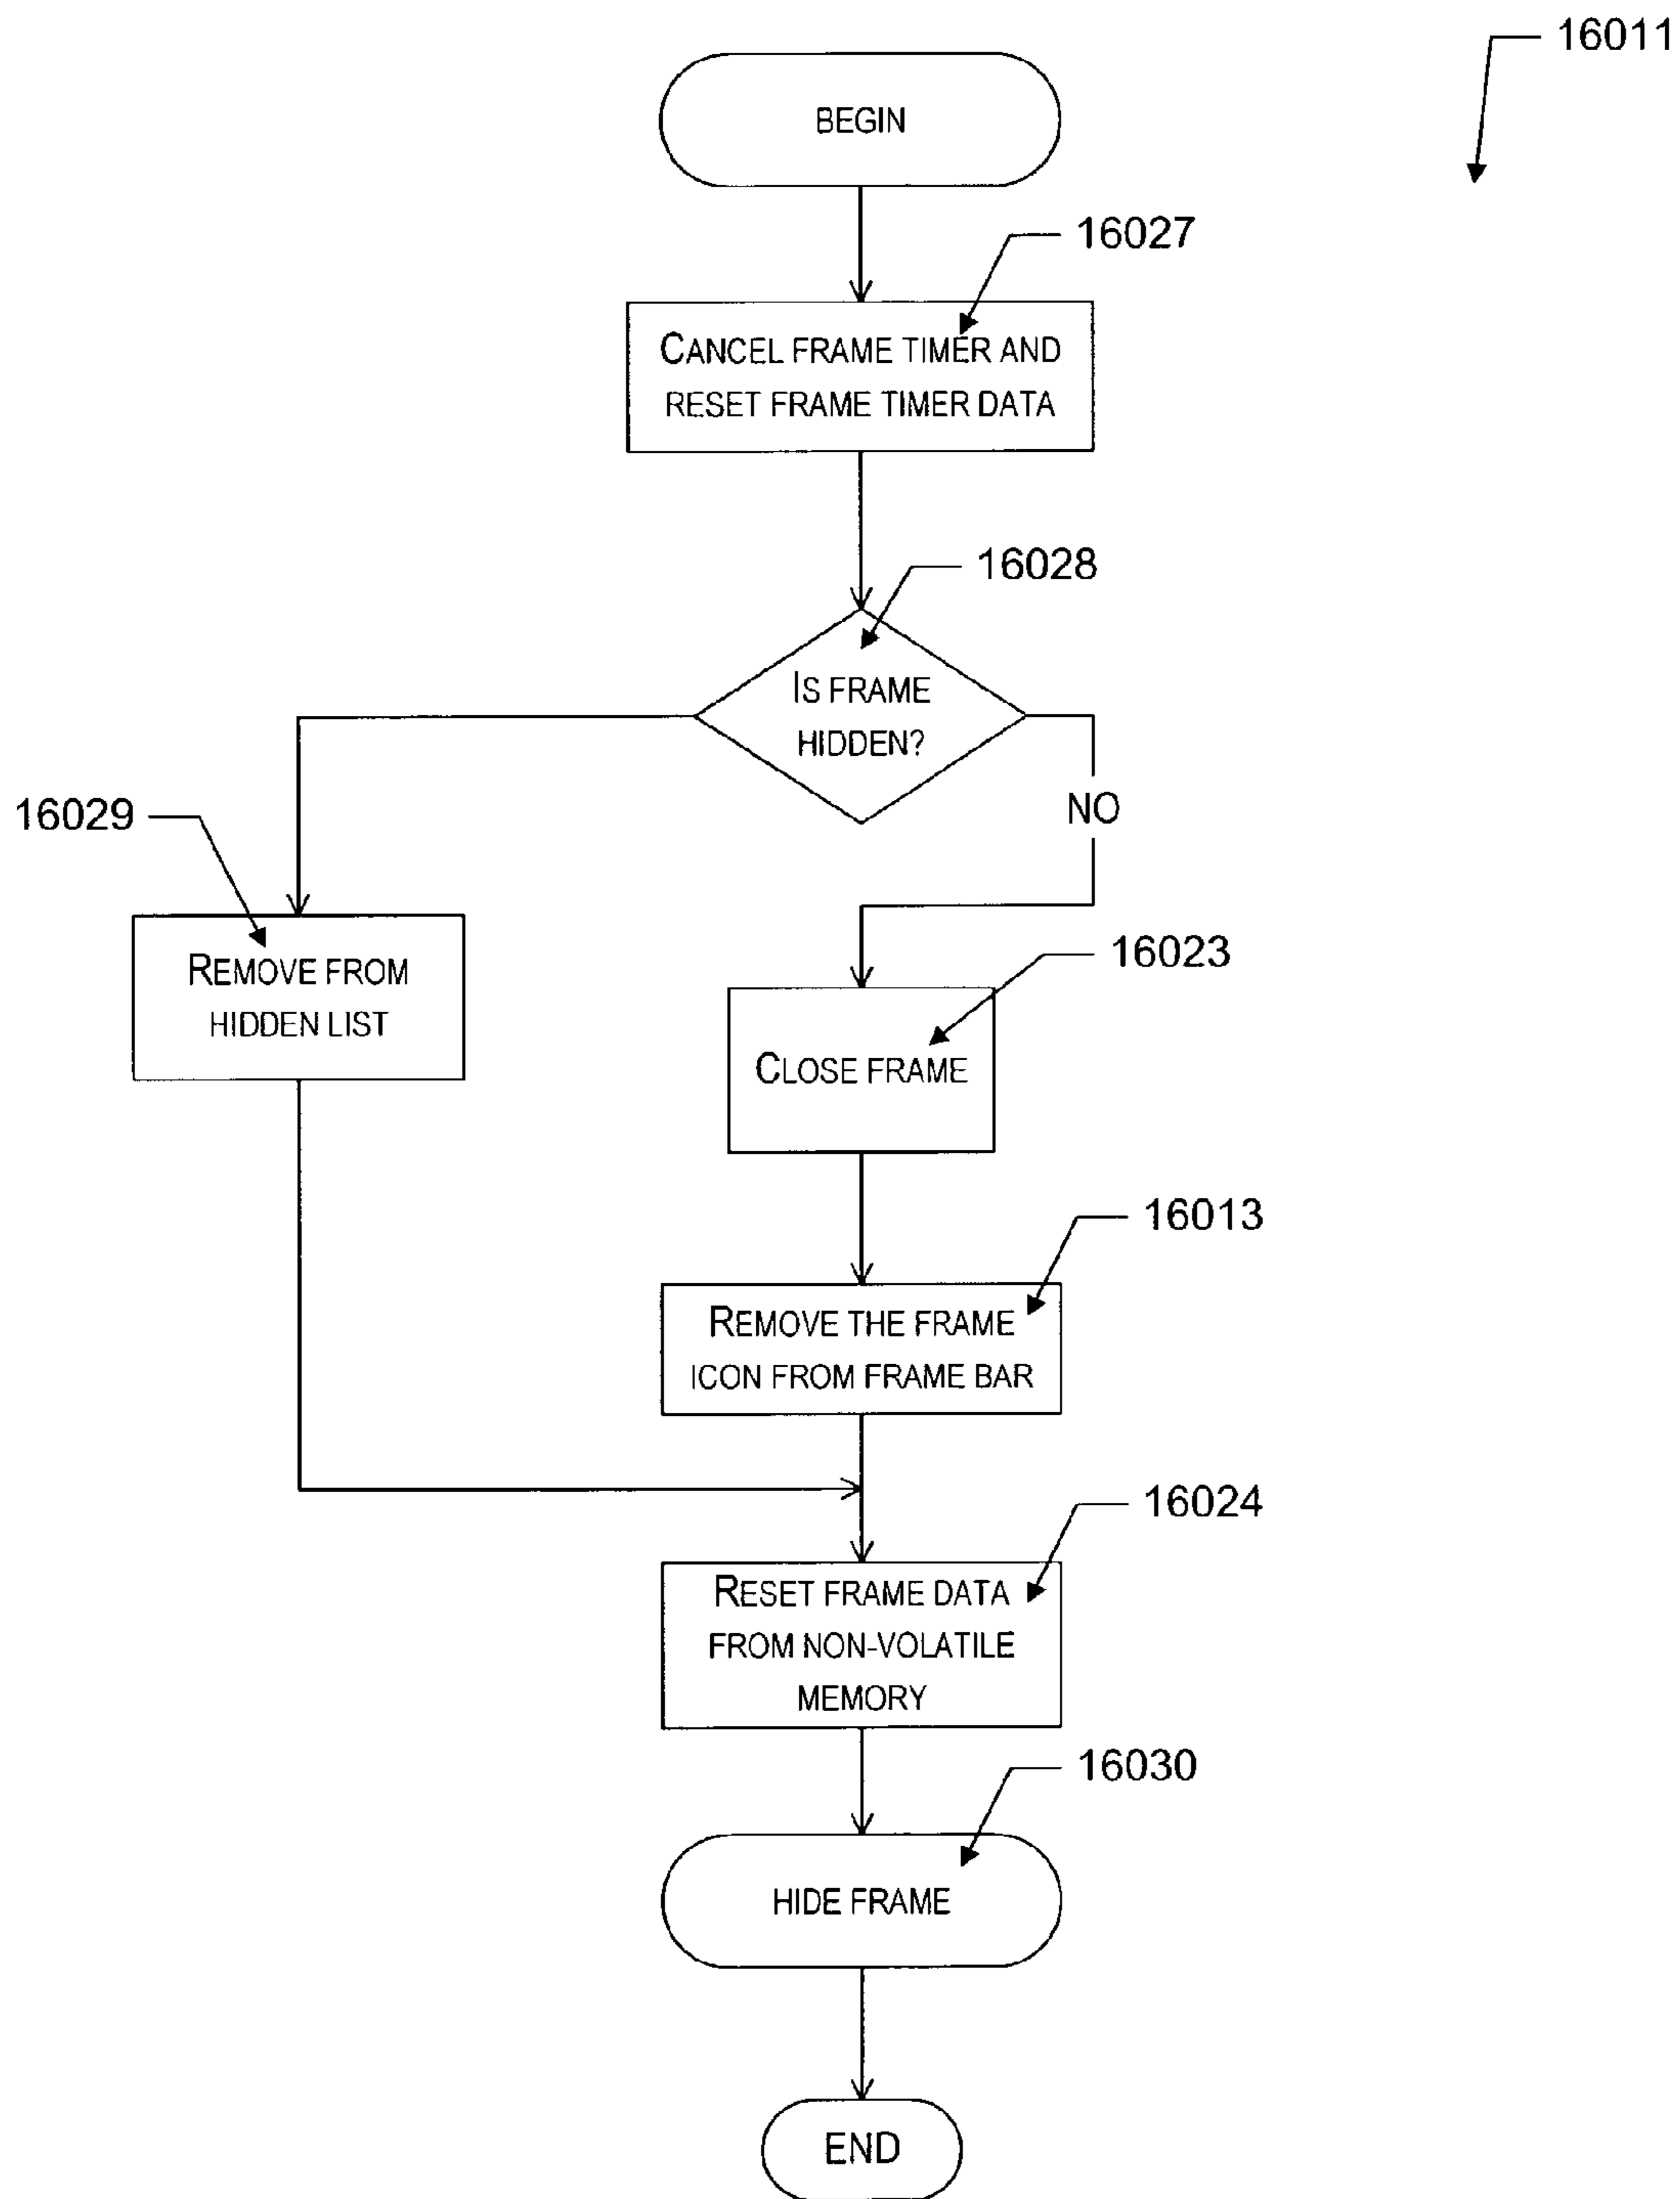 16011
BEGIN
16027
CANCEL FRAME TIMER AND
RESET FRAME TIMER DATA
16028
IS FRAME
HIDDEN?
NO
16029
REMOVE FROM
HIDDEN LIST
16023
CLOSE FRAME
16013
REMOVE THE FRAME
ICON FROM FRAME BAR
16024
RESET FRAME DATA
FROM NON-VOLATILE
MEMORY
16030
HIDE FRAME
END